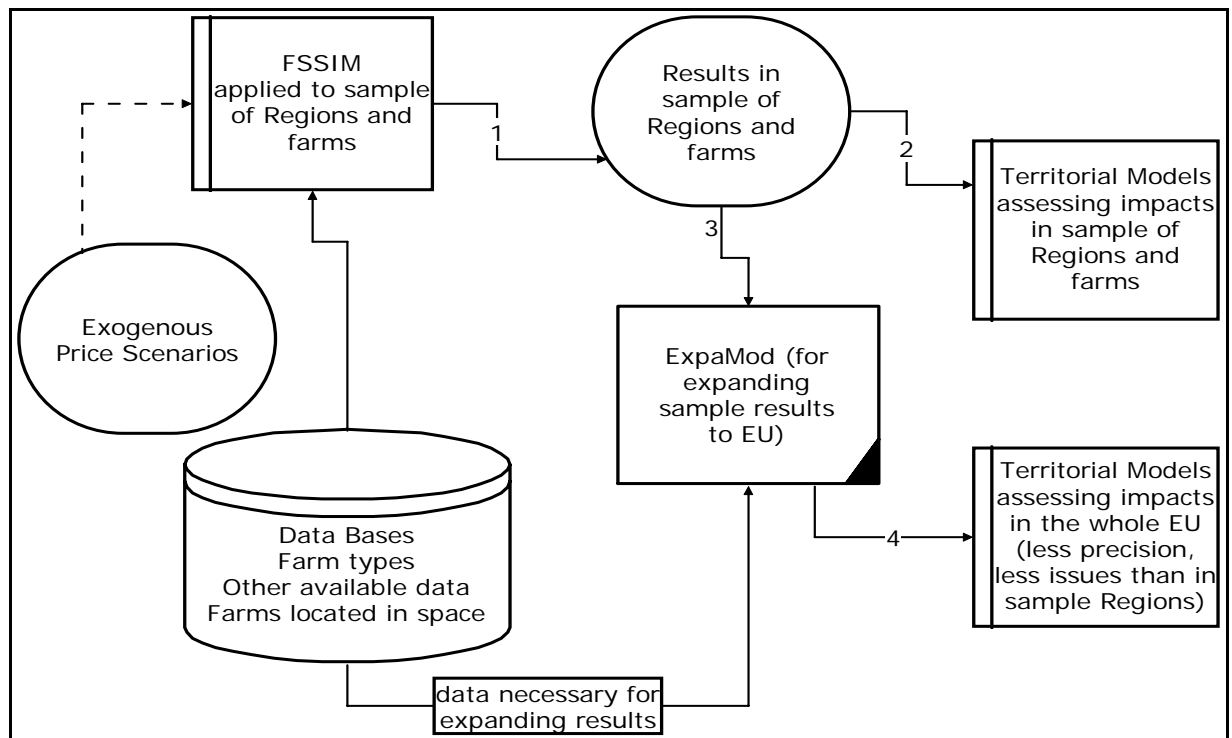 FSSIM
applied to sample
of Regions and
farms
1
Results in
sample of
Regions and
farms
2
3
Territorial Models
assessing impacts
in sample of
Regions and
farms
Exogenous
Price Scenarios
ExpaMod (for
expanding
sample results
to EU)
4
Territorial Models
assessing impacts
in the whole EU
(less precision,
less issues than in
sample Regions)
Data Bases
Farm types
Other available data
Farms located in space
data necessary for
expanding results